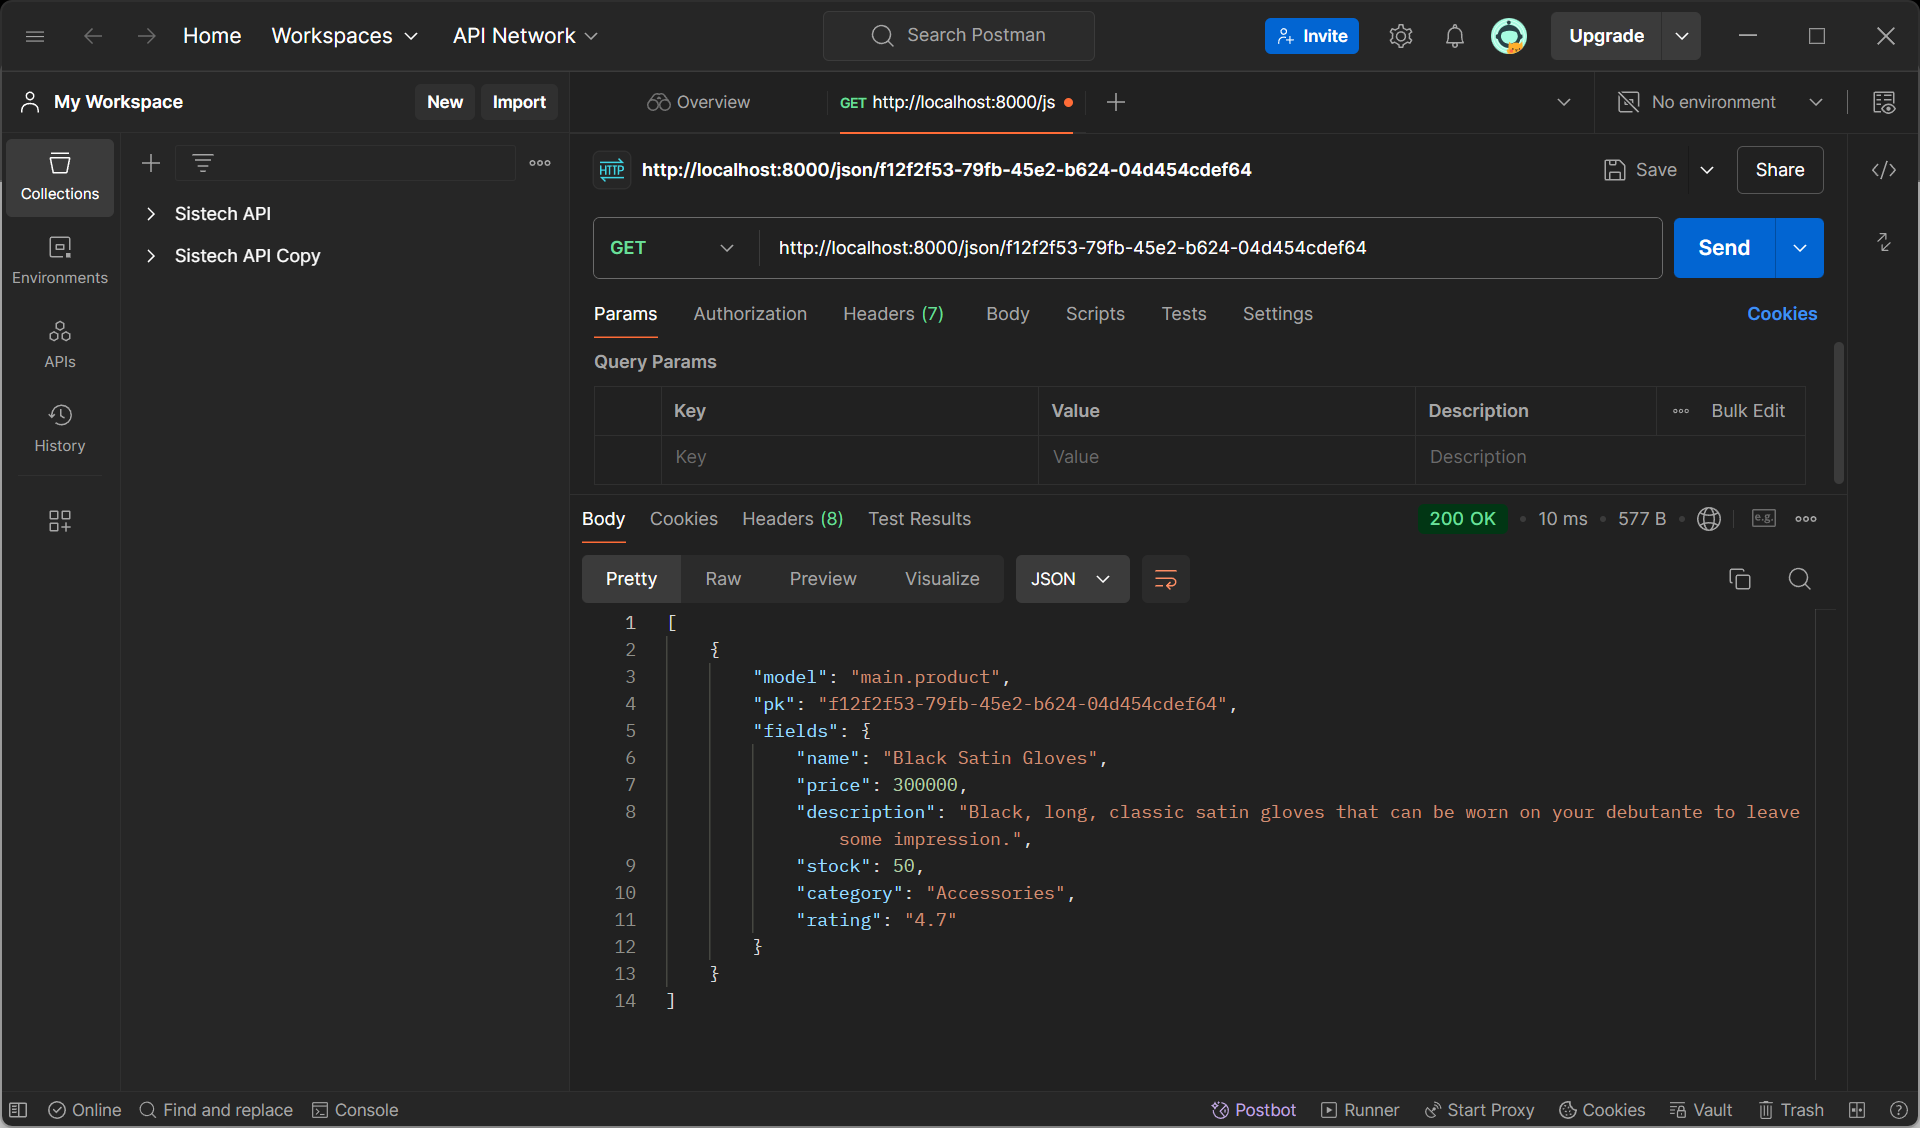 Home Workspaces API Network Search Postman Invite Upgrade
My Workspace New Import Overview GET http://localhost:8000/js No environment
Collections
Environments
APIs
History
Sistech API
Sistech API Copy
HTTP http://localhost:8000/json/f12f2f53-79fb-45e2-b624-04d454cdef64 Save Share
GET http://localhost:8000/json/f12f2f53-79fb-45e2-b624-04d454cdef64 Send
Params Authorization Headers (7) Body Scripts Tests Settings Cookies
Query Params
Key Value Description Bulk Edit
Key Value Description
Body Cookies Headers (8) Test Results 200 OK 10 ms 577 B e.g.
Pretty Raw Preview Visualize JSON
1 [
2 {
3 "model": "main.product",
4 "pk": "f12f2f53-79fb-45e2-b624-04d454cdef64",
5 "fields": {
6 "name": "Black Satin Gloves",
7 "price": 300000,
8 "description": "Black, long, classic satin gloves that can be worn on your debutante to leave
some impression.",
9 "stock": 50,
10 "category": "Accessories",
11 "rating": "4.7"
12 }
13 }
14 ]
Online Find and replace Console Postbot Runner Start Proxy Cookies Vault Trash